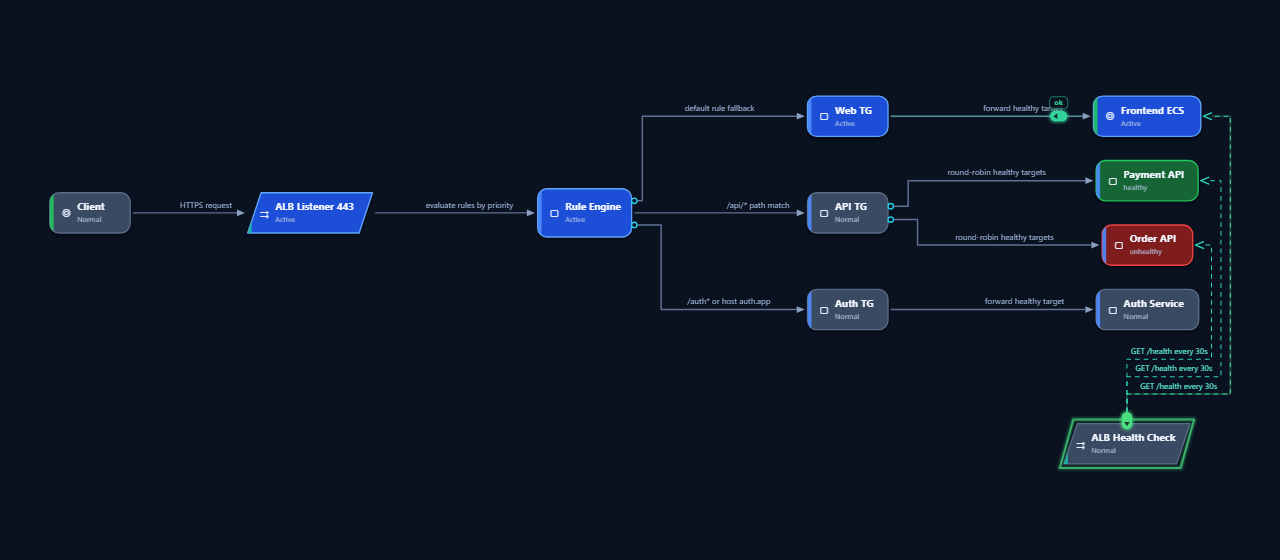 Client
Normal
HTTPS request
ALB Listener 443
Active
evaluate rules by priority
Rule Engine
Active
default rule fallback
/api/* path match
/auth* or host auth.app
Web TG
Active
API TG
Normal
Auth TG
Normal
forward healthy
ok
round-robin healthy targets
round-robin healthy targets
forward healthy target
Frontend ECS
Active
Payment API
healthy
Order API
unhealthy
Auth Service
Normal
GET /health every 30s
GET /health every 30s
GET /health every 30s
ALB Health Check
Normal